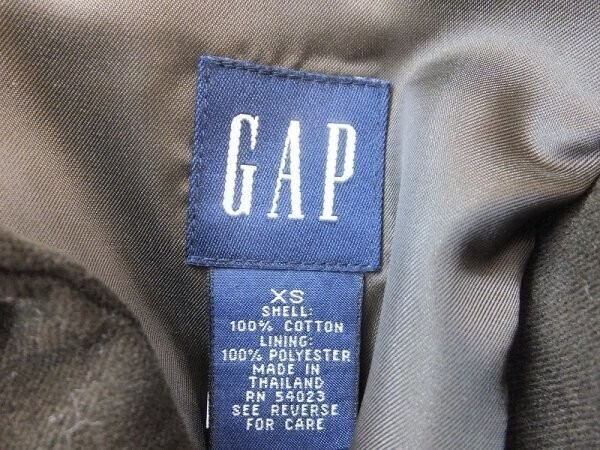 GAP
XS
SHELL:
100% COTTON
LINING:
100% POLYESTER
MADE IN
THAILAND
RN 54023
SEE REVERSE
FOR CARE